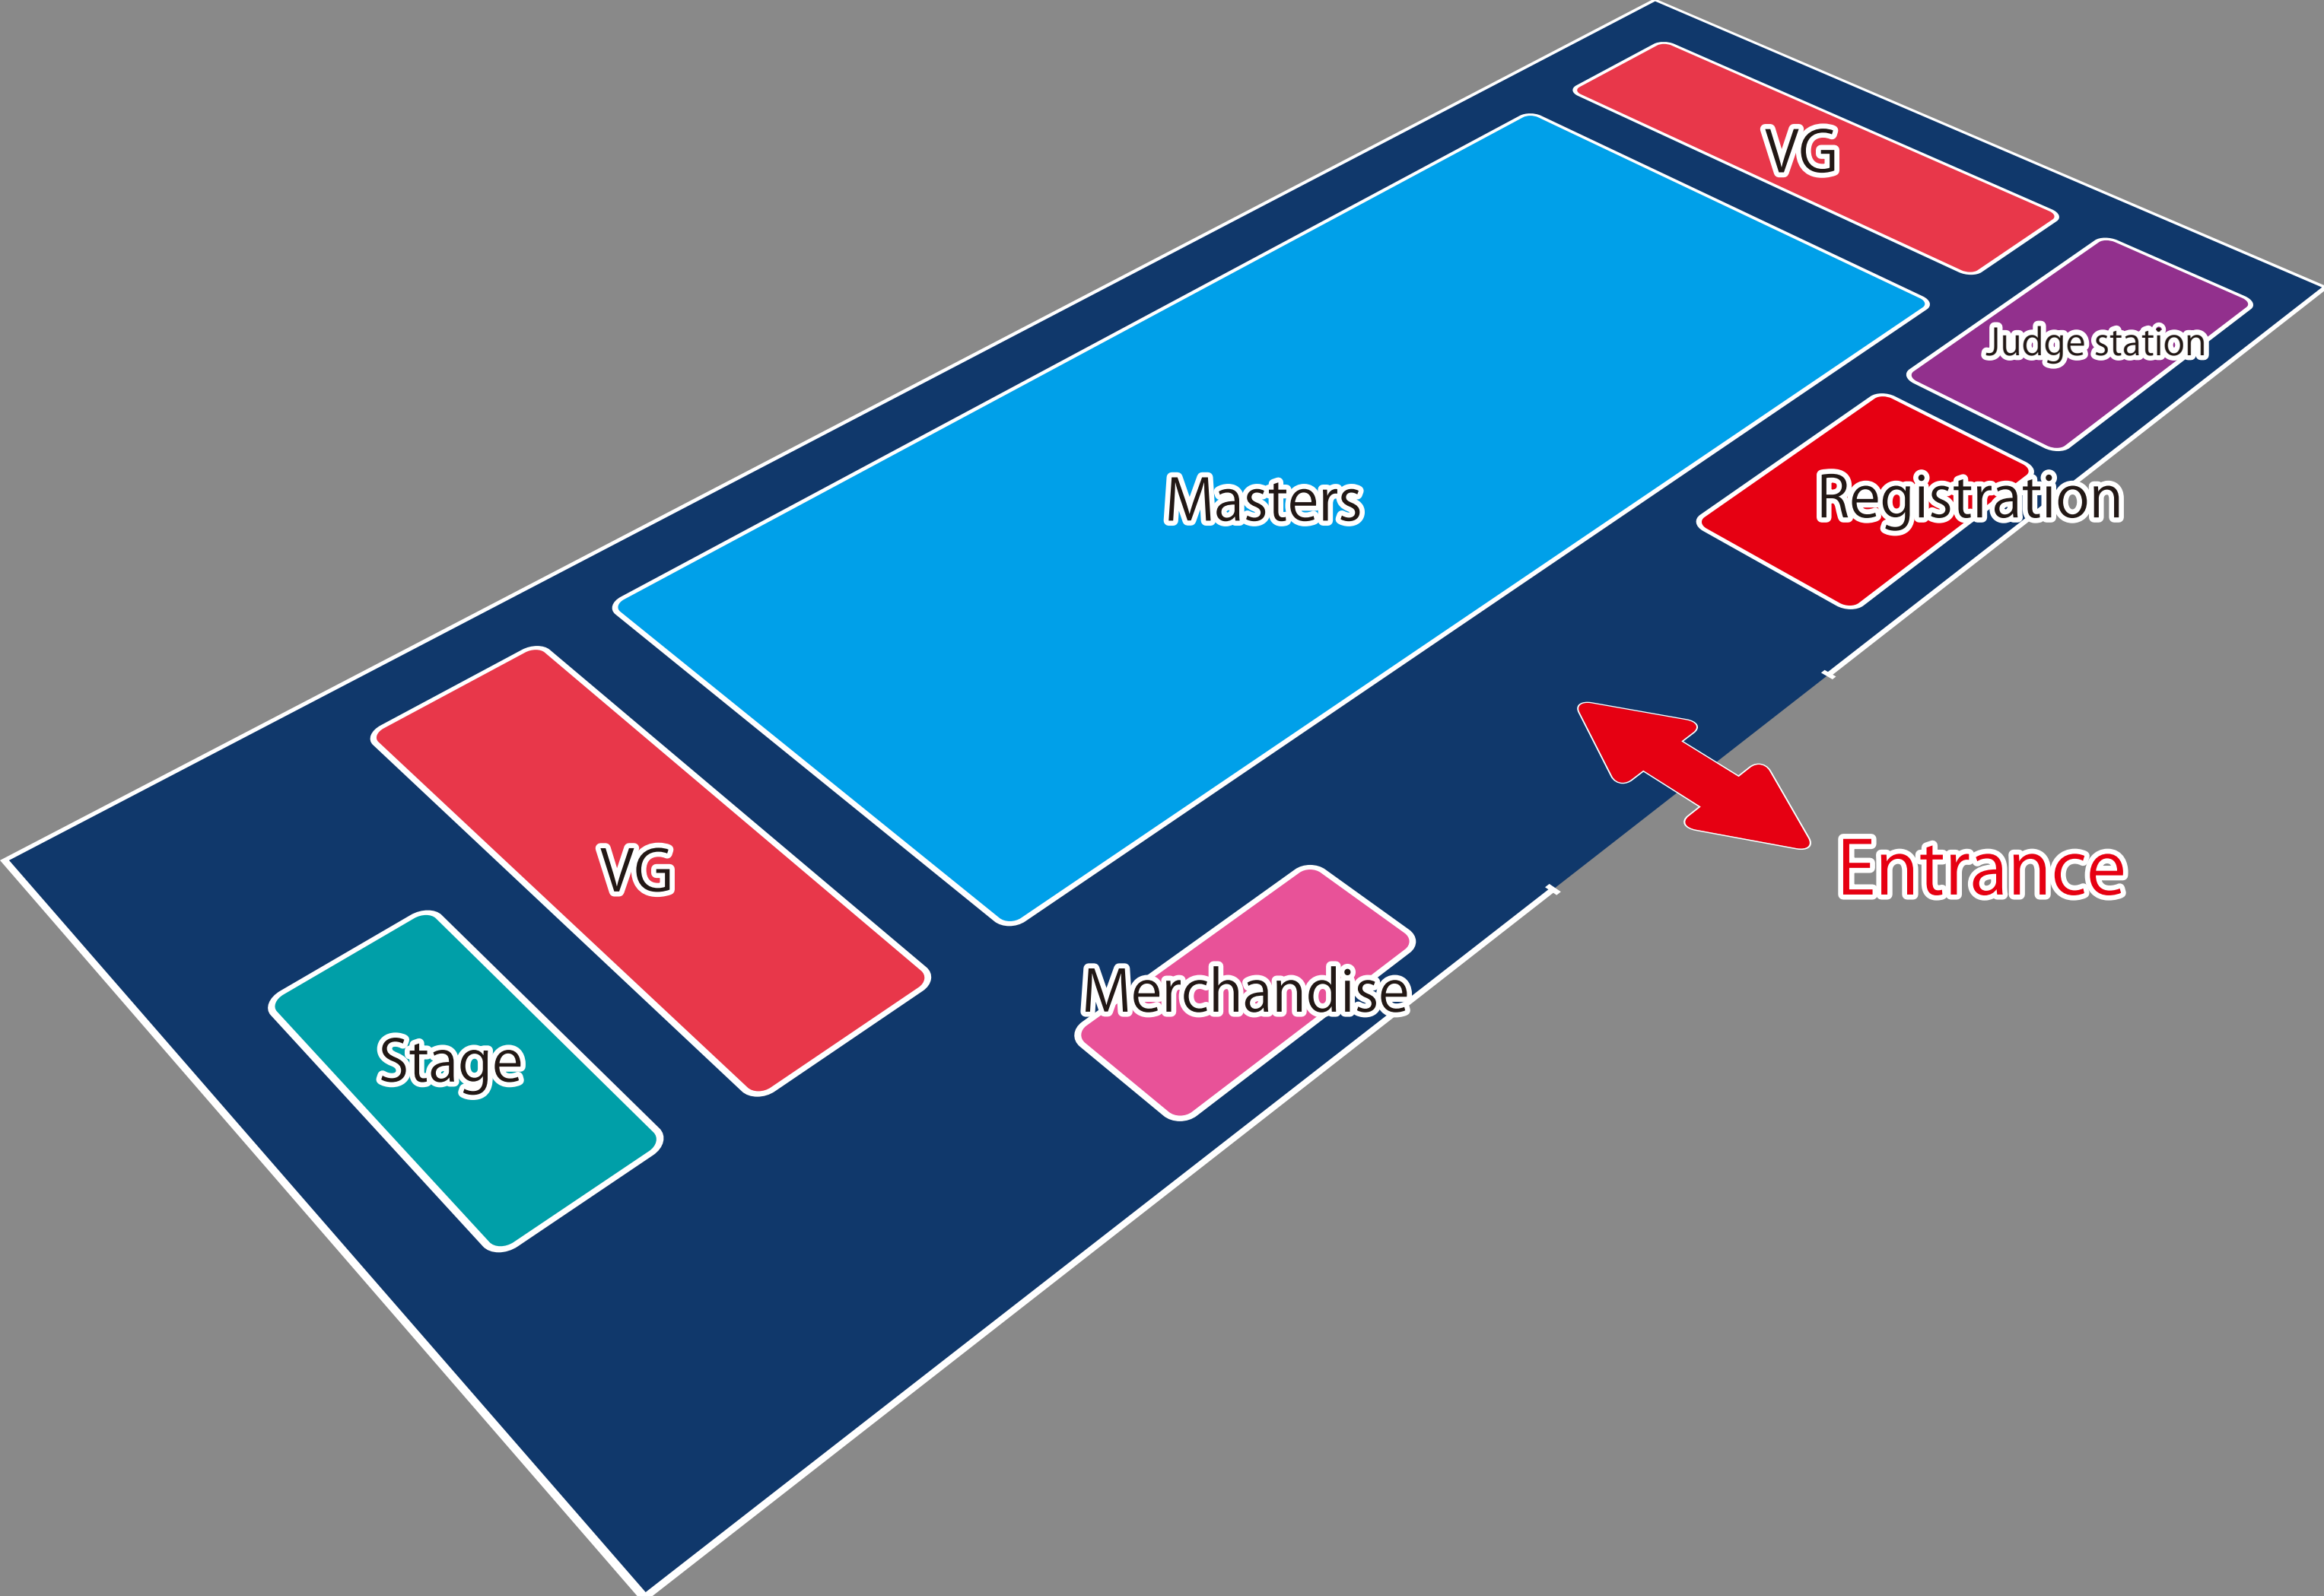 VG
Judge station
Masters
Registration
VG
Entrance
Merchandise
Stage